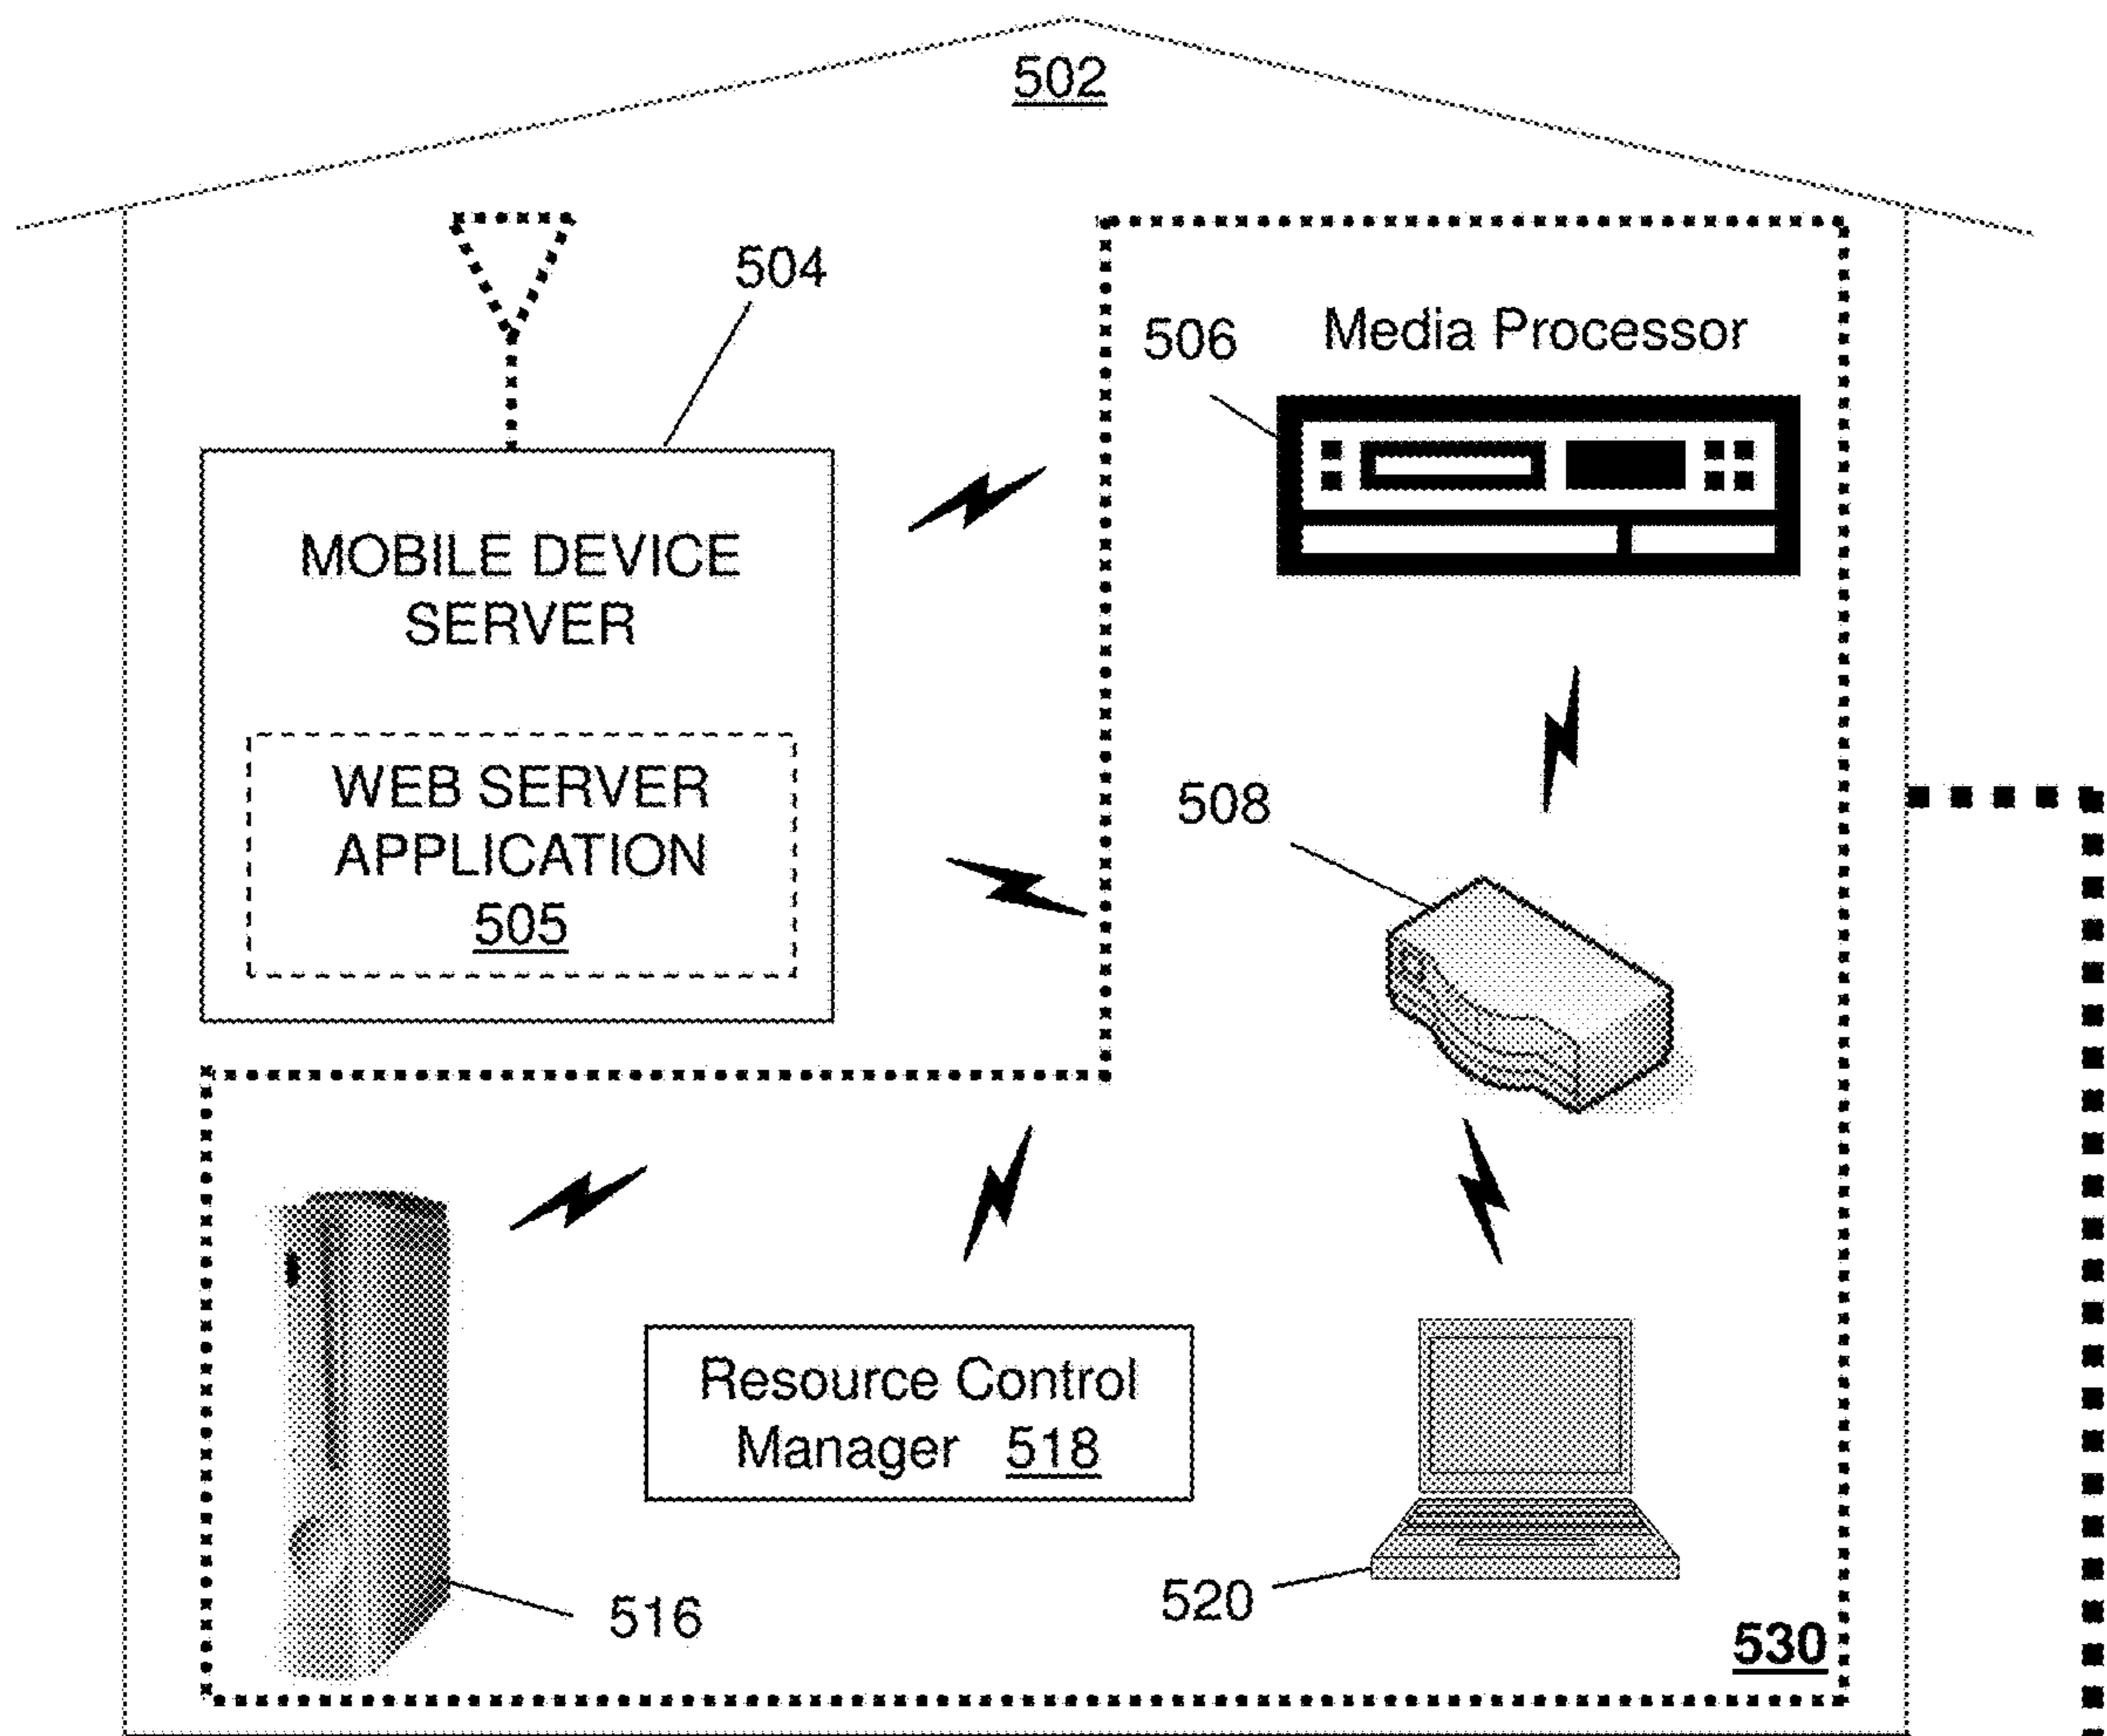 502
504
506 Media Processor
MOBILE DEVICE
SERVER
WEB SERVER
APPLICATION
505
508
Resource Control
Manager 518
516
520
530